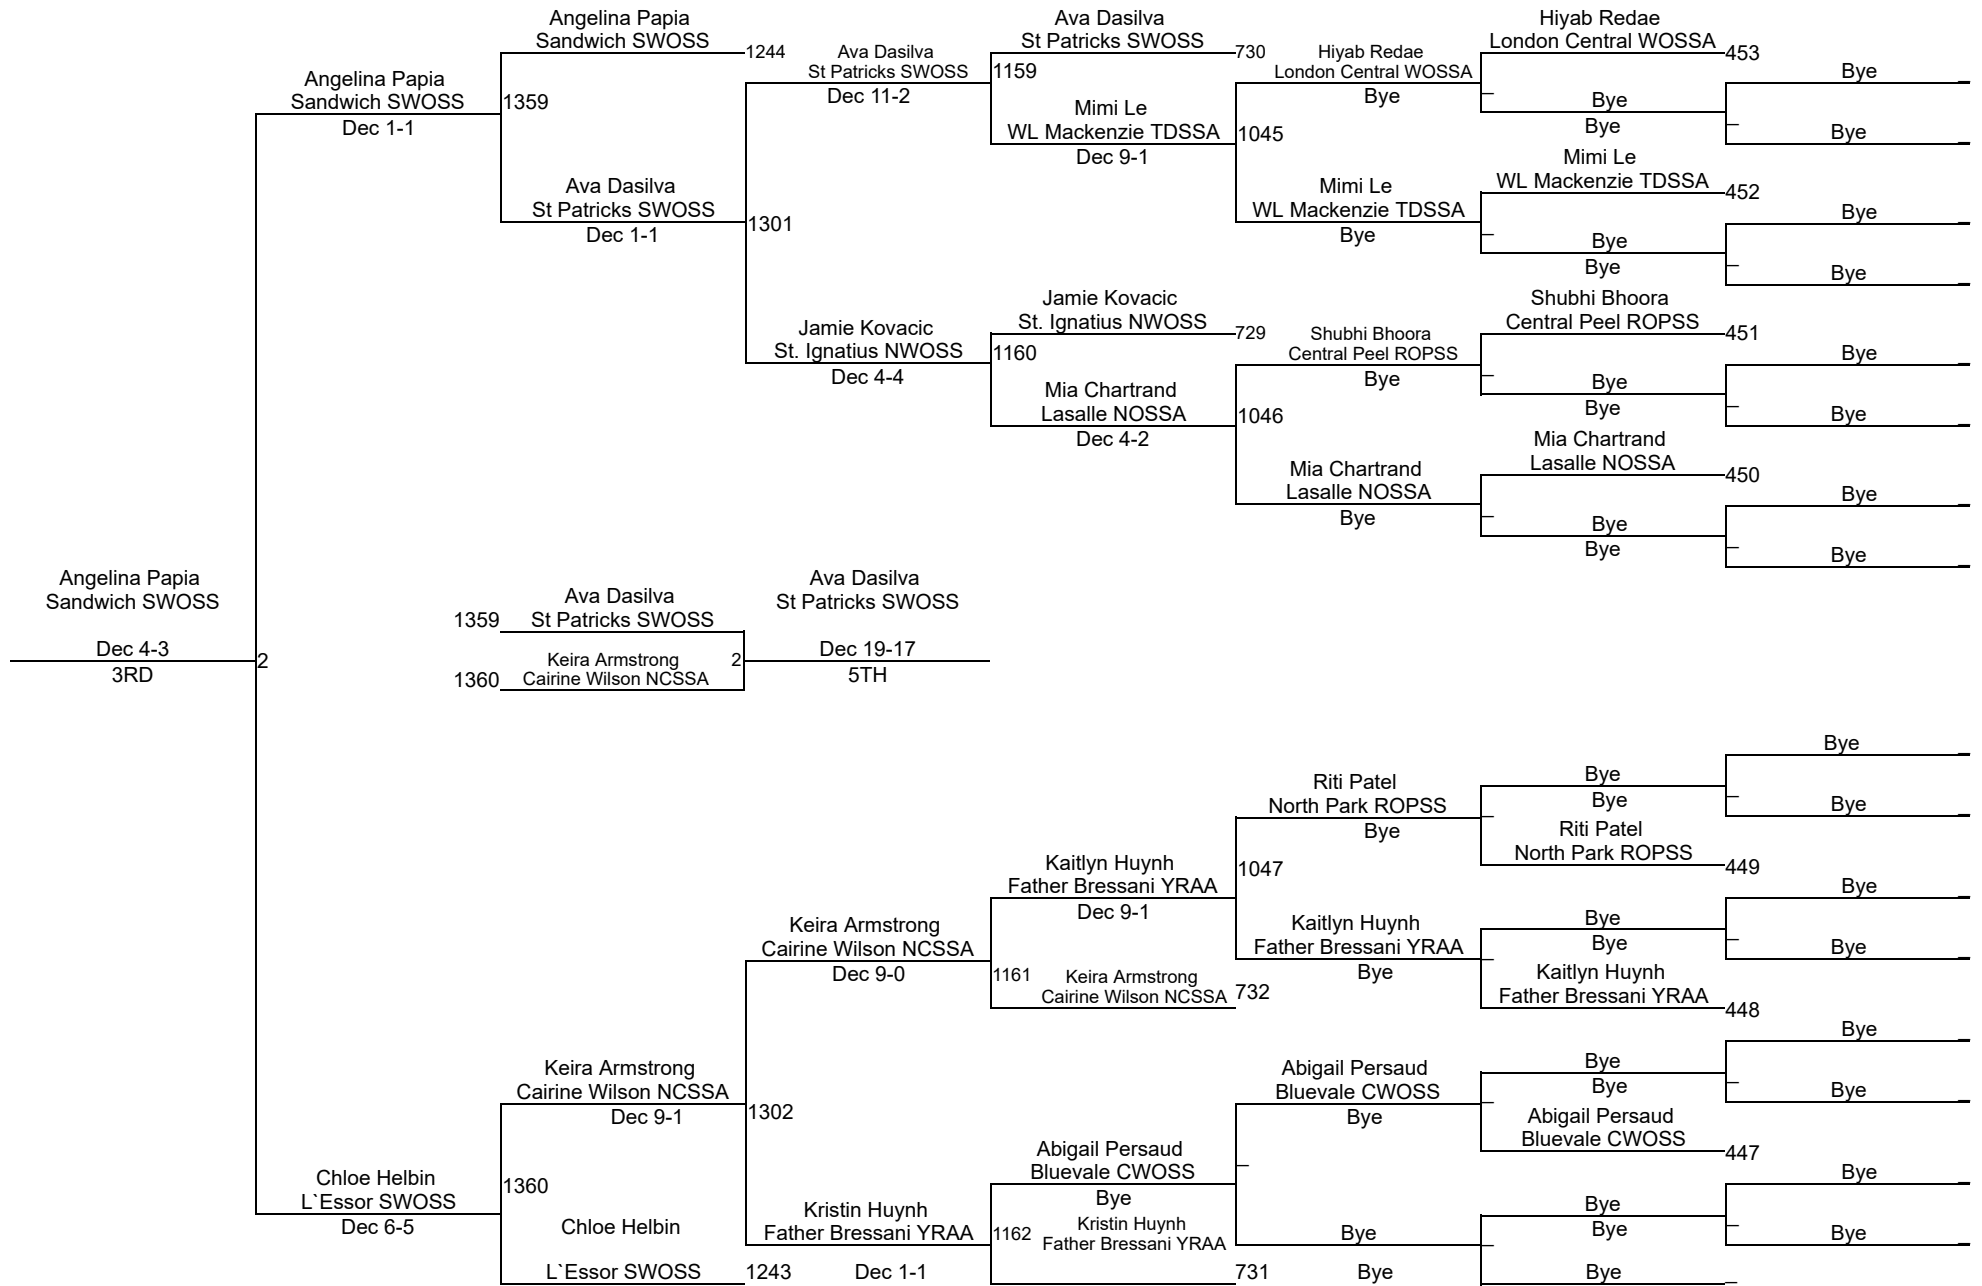 Angelina Papia
Sandwich SWOSS
1244
Ava Dasilva
St Patricks SWOSS
Dec 11-2
Ava Dasilva
St Patricks SWOSS
730
1159
Hiyab Redae
London Central WOSSA
Bye
Hiyab Redae
London Central WOSSA
453
Bye
Angelina Papia
Sandwich SWOSS
Dec 1-1
1359
Mimi Le
WL Mackenzie TDSSA
Dec 9-1
1045
Bye
Bye
Bye
Mimi Le
WL Mackenzie TDSSA
452
Ava Dasilva
St Patricks SWOSS
Dec 1-1
1301
Mimi Le
WL Mackenzie TDSSA
Bye
Bye
Bye
Bye
Bye
Jamie Kovacic
St. Ignatius NWOSS
Dec 4-4
Jamie Kovacic
St. Ignatius NWOSS
729
1160
Shubhi Bhoora
Central Peel ROPSS
Bye
Shubhi Bhoora
Central Peel ROPSS
451
Bye
Mia Chartrand
Lasalle NOSSA
Dec 4-2
1046
Bye
Bye
Bye
Mia Chartrand
Lasalle NOSSA
450
Mia Chartrand
Lasalle NOSSA
Bye
Bye
Bye
Bye
Bye
Angelina Papia
Sandwich SWOSS
Dec 4-3
3RD
2
1359
Ava Dasilva
St Patricks SWOSS
1360
Keira Armstrong
Cairine Wilson NCSSA
2
Ava Dasilva
St Patricks SWOSS
Dec 19-17
5TH
Bye
Riti Patel
North Park ROPSS
Bye
Bye
Bye
Bye
Riti Patel
North Park ROPSS
449
Kaitlyn Huynh
Father Bressani YRAA
Dec 9-1
1047
Bye
Keira Armstrong
Cairine Wilson NCSSA
Dec 9-0
Kaitlyn Huynh
Father Bressani YRAA
Bye
Bye
Bye
Bye
1161
Keira Armstrong
Cairine Wilson NCSSA
732
Kaitlyn Huynh
Father Bressani YRAA
448
Bye
Keira Armstrong
Cairine Wilson NCSSA
Dec 9-1
1302
Abigail Persaud
Bluevale CWOSS
Bye
Bye
Bye
Bye
Abigail Persaud
Bluevale CWOSS
447
Abigail Persaud
Bluevale CWOSS
Bye
Bye
Chloe Helbin
L`Essor SWOSS
Dec 6-5
1360
Chloe Helbin
L`Essor SWOSS
1243
Kristin Huynh
Father Bressani YRAA
Dec 1-1
1162
Kristin Huynh
Father Bressani YRAA
731
Bye
Bye
Bye
Bye
Bye
Bye
Bye